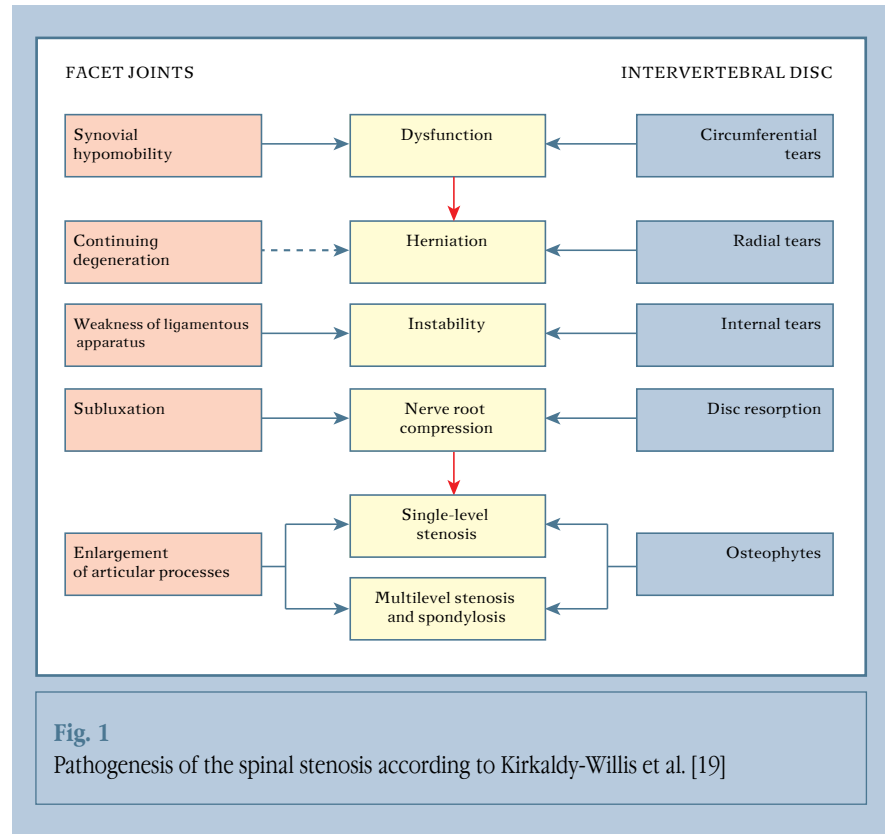 FACET JOINTS
INTERVERTEBRAL DISC
Synovial
hypomobility
Dysfunction
Circumferential
tears
Continuing
degeneration
Herniation
Radial tears
Weakness of ligamentous
apparatus
Instability
Internal tears
Subluxation
Nerve root
compression
Disc resorption
Single-level
stenosis
Enlargement
of articular processes
Osteophytes
Multilevel stenosis
and spondylosis
Fig. 1
Pathogenesis of the spinal stenosis according to Kirkaldy-Willis et al. [19]